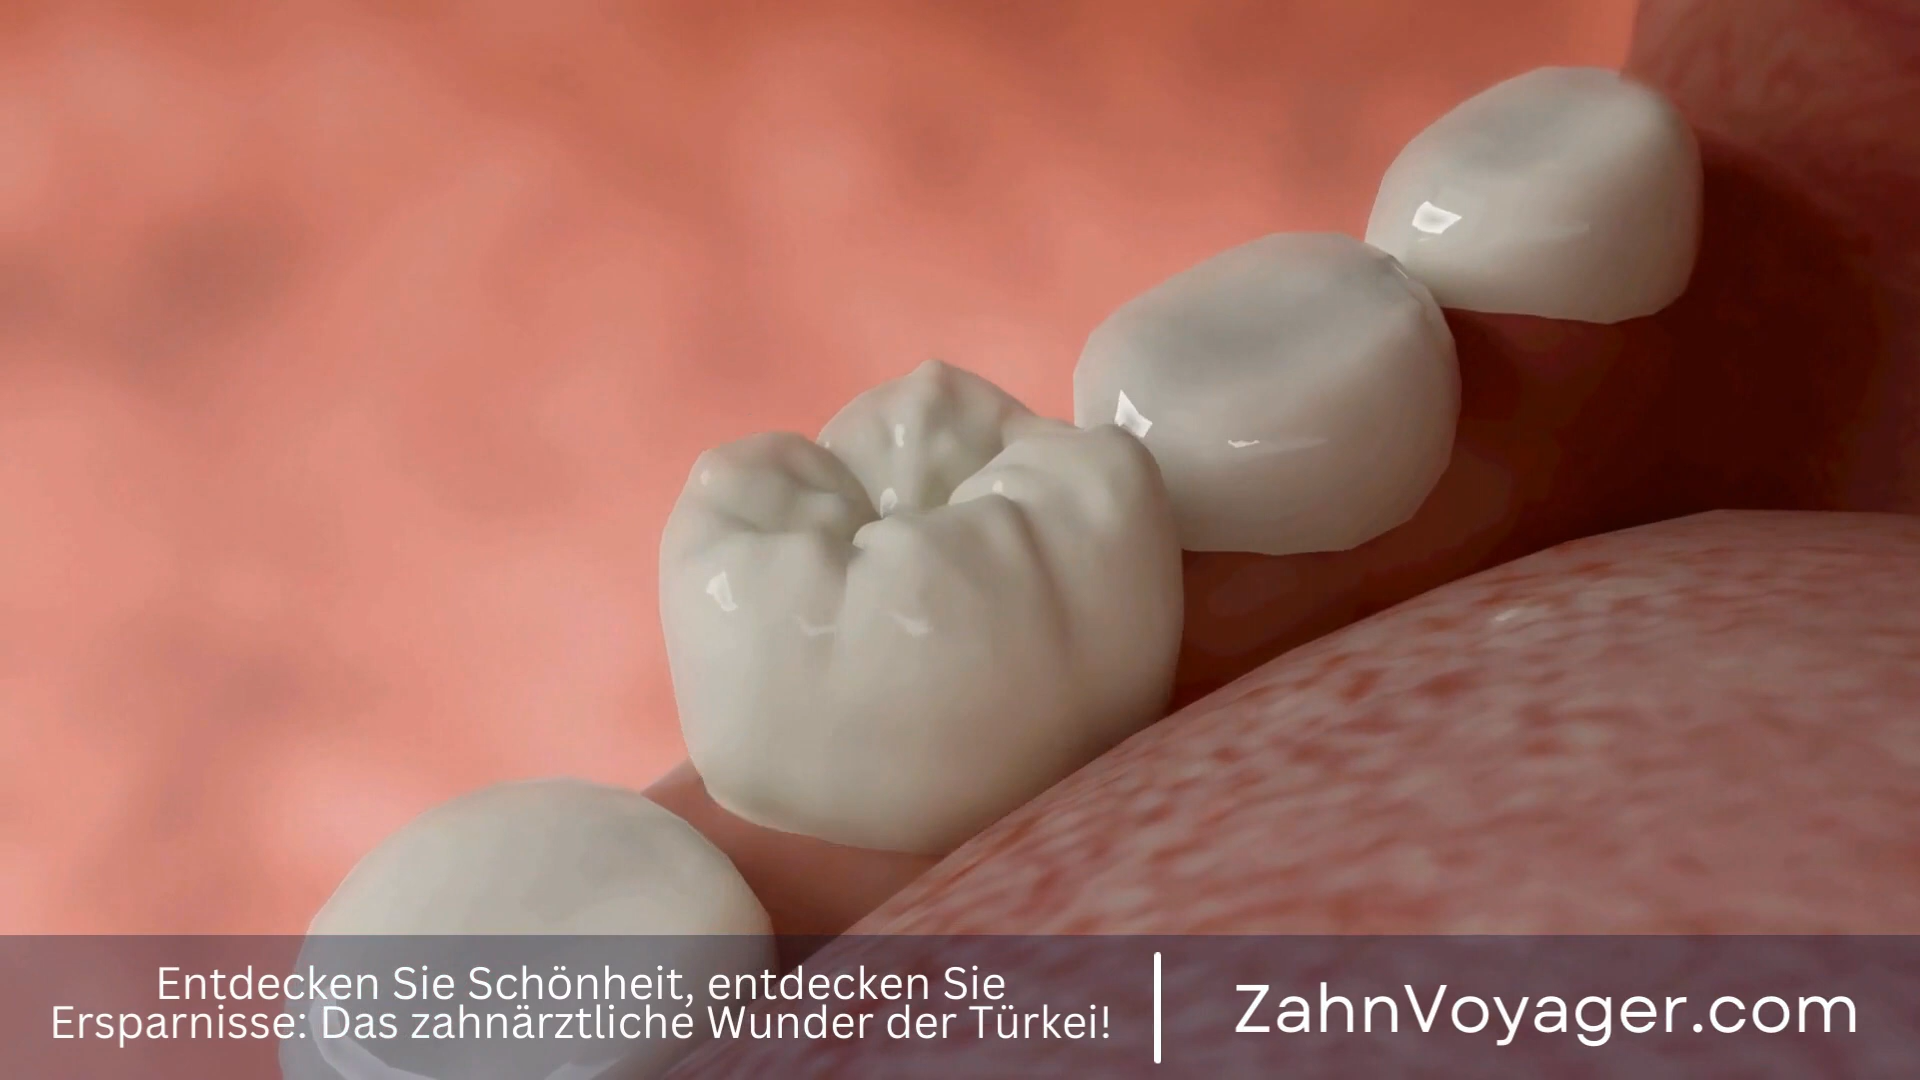 Entdecken Sie Schönheit, entdecken Sie
Ersparnisse: Das zahnärztliche Wunder der Türkei!
ZahnVoyager.com